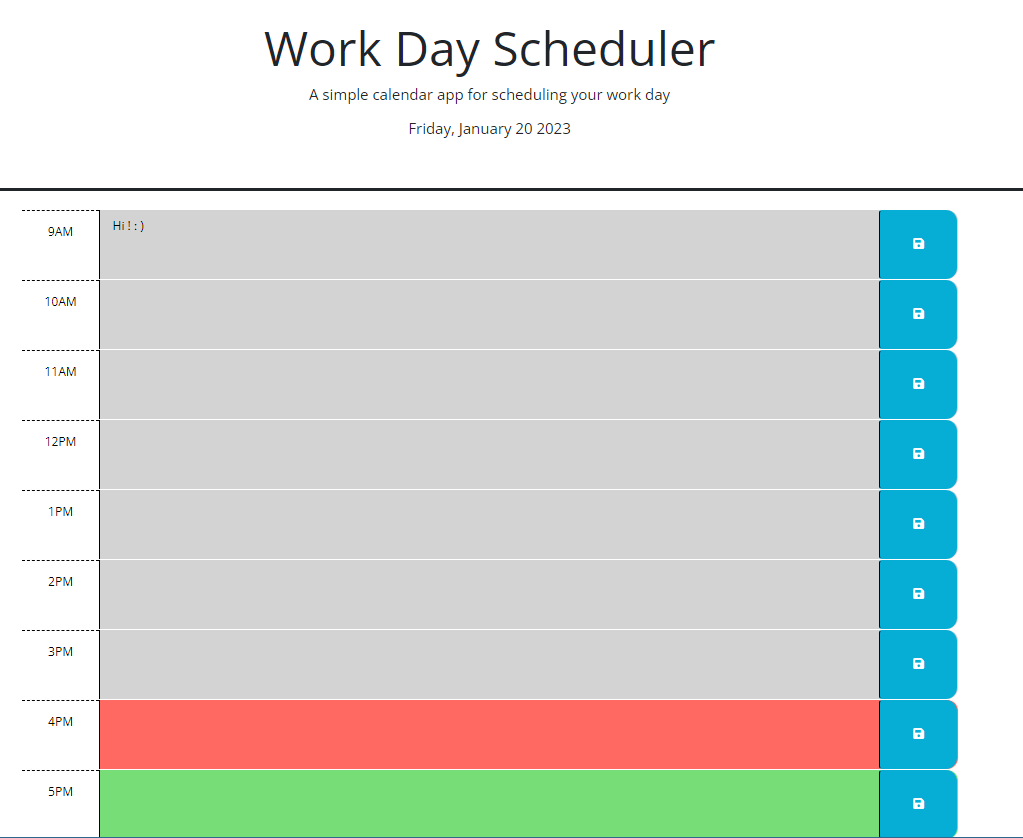 Work Day Scheduler
A simple calendar app for scheduling your work day
Friday, January 20 2023
9AM
Hi!:)
10AM
11AM
12PM
1PM
2PM
3PM
4PM
5PM